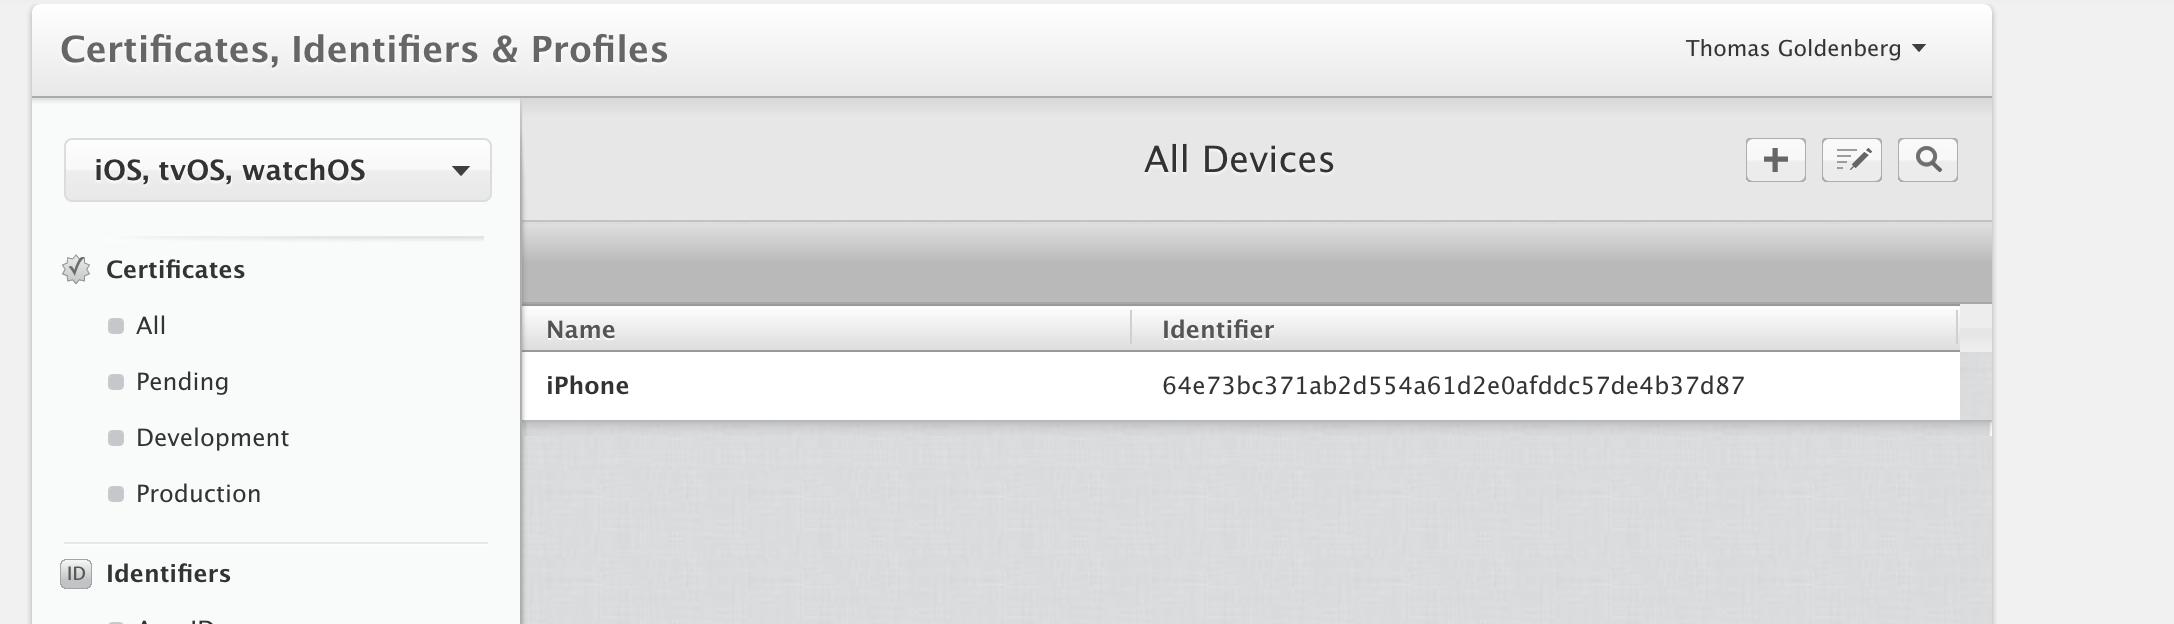 Certificates, Identifiers & Profiles
Thomas Goldenberg
iOS, tvOS, watchOS
All Devices
Certificates
All
Pending
Development
Production
ID Identifiers
Name Identifier
iPhone 64e73bc371ab2d554a61d2e0afddc57de4b37d87